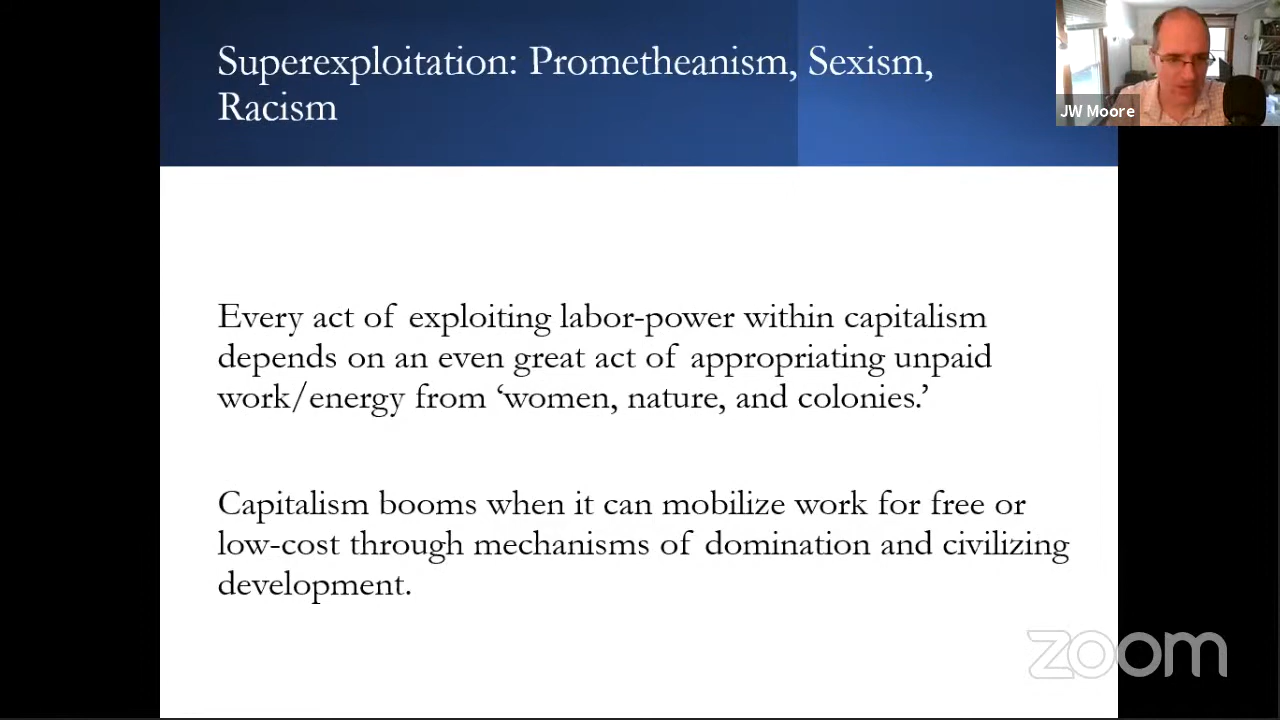 Superexploitation: Prometheanism, Sexism,
Racism
JW Moore
Every act of exploiting labor-power within capitalism
depends on an even great act of appropriating unpaid
work/energy from ‘women, nature, and colonies.’
Capitalism booms when it can mobilize work for free or
low-cost through mechanisms of domination and civilizing
development.
zoom